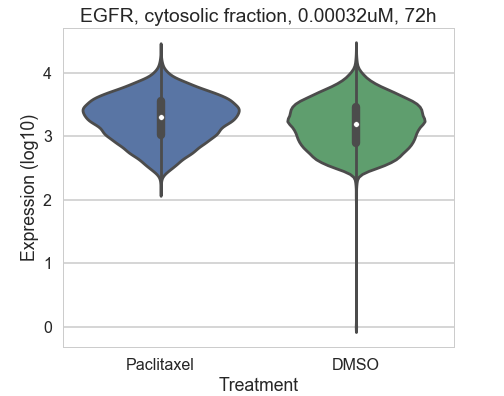 EGFR, cytosolic fraction, 0.00032uM, 72h
4
3
2
1
0
Expression (log10)
Paclitaxel DMSO
Treatment